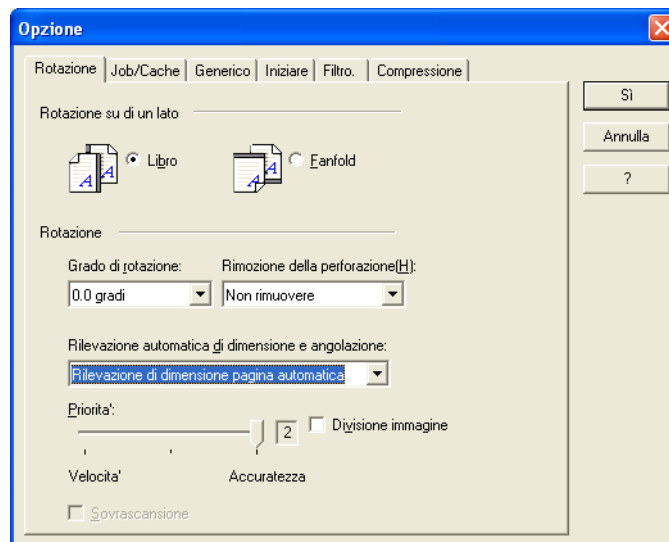 Opzione
Rotazione Job/Cache Generico Iniziare Filtro. Compressione
Sì
Annulla
?
Rotazione su di un lato
A A Libro A A Fanfold
Rotazione
Grado di rotazione: Rimozione della perforazione(H):
0.0 gradi Non rimuovere
Rilevazione automatica di dimensione e angolazione:
Rilevazione di dimensione pagina automatica
Priorita':
2 Divisione immagine
Velocita' Accuratezza
Sovrascansione